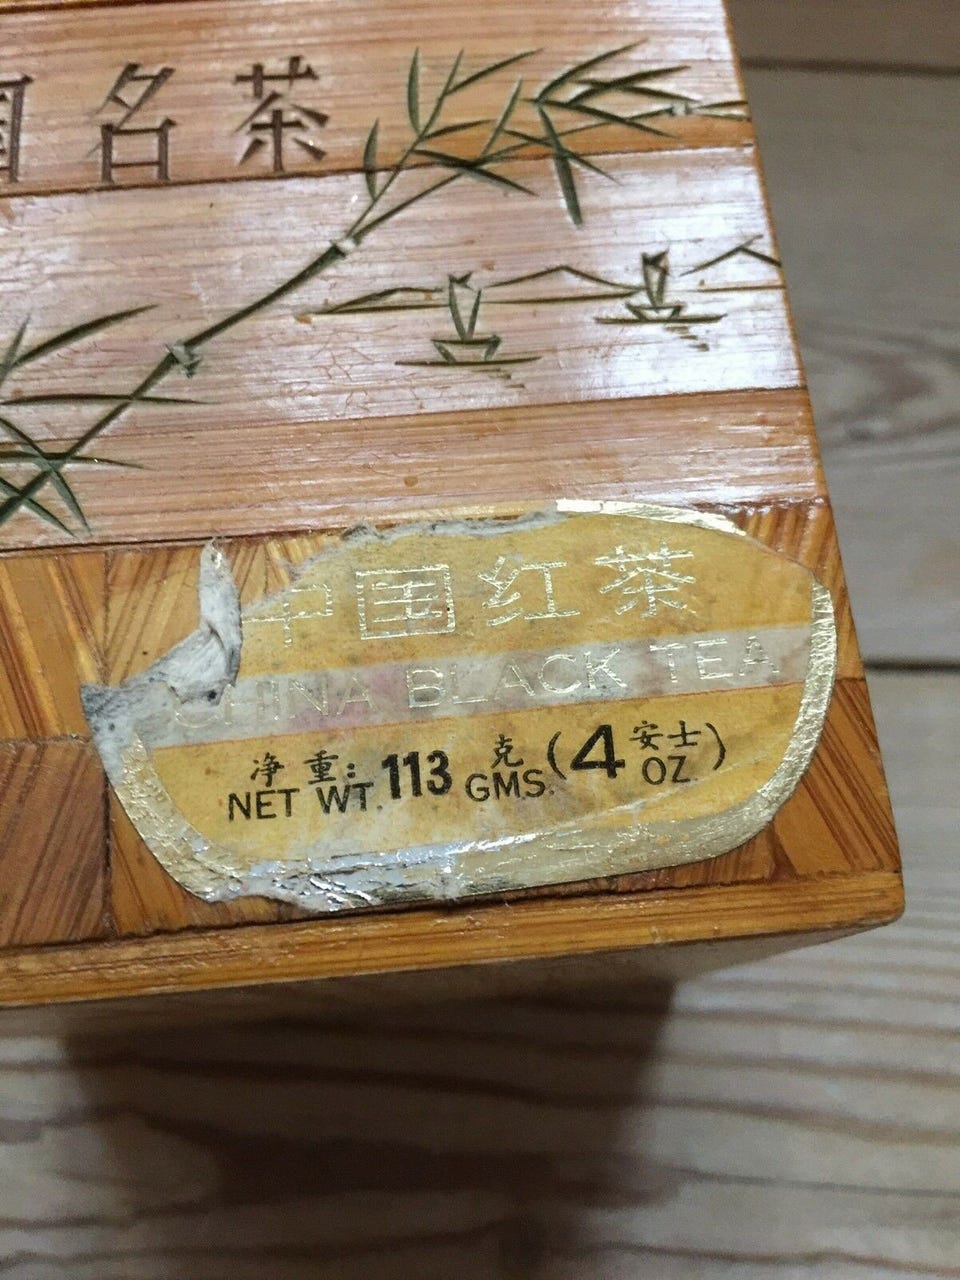 国名茶
中国红茶
CHINA BLACK TEA
净重: 113 克 (4 安士)
NET WT. GMS. OZ